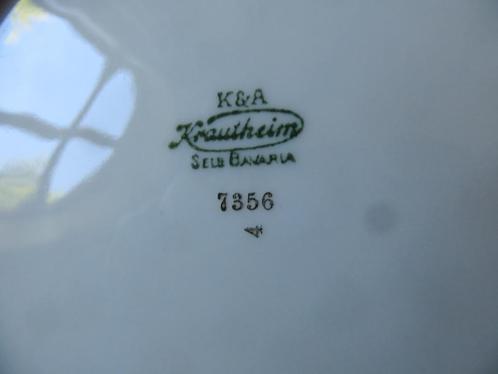 K&A
Krautheim
SELB BAVARIA
7356
4